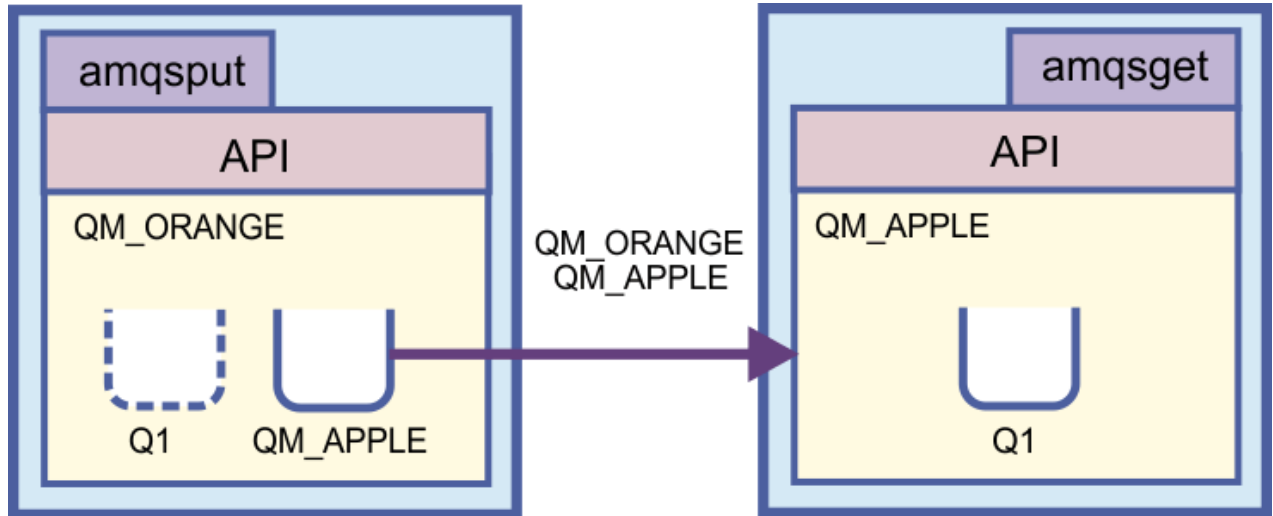 amqsput
API
QM_ORANGE
Q1
QM_APPLE
QM_ORANGE
QM_APPLE
amqsget
API
QM_APPLE
Q1